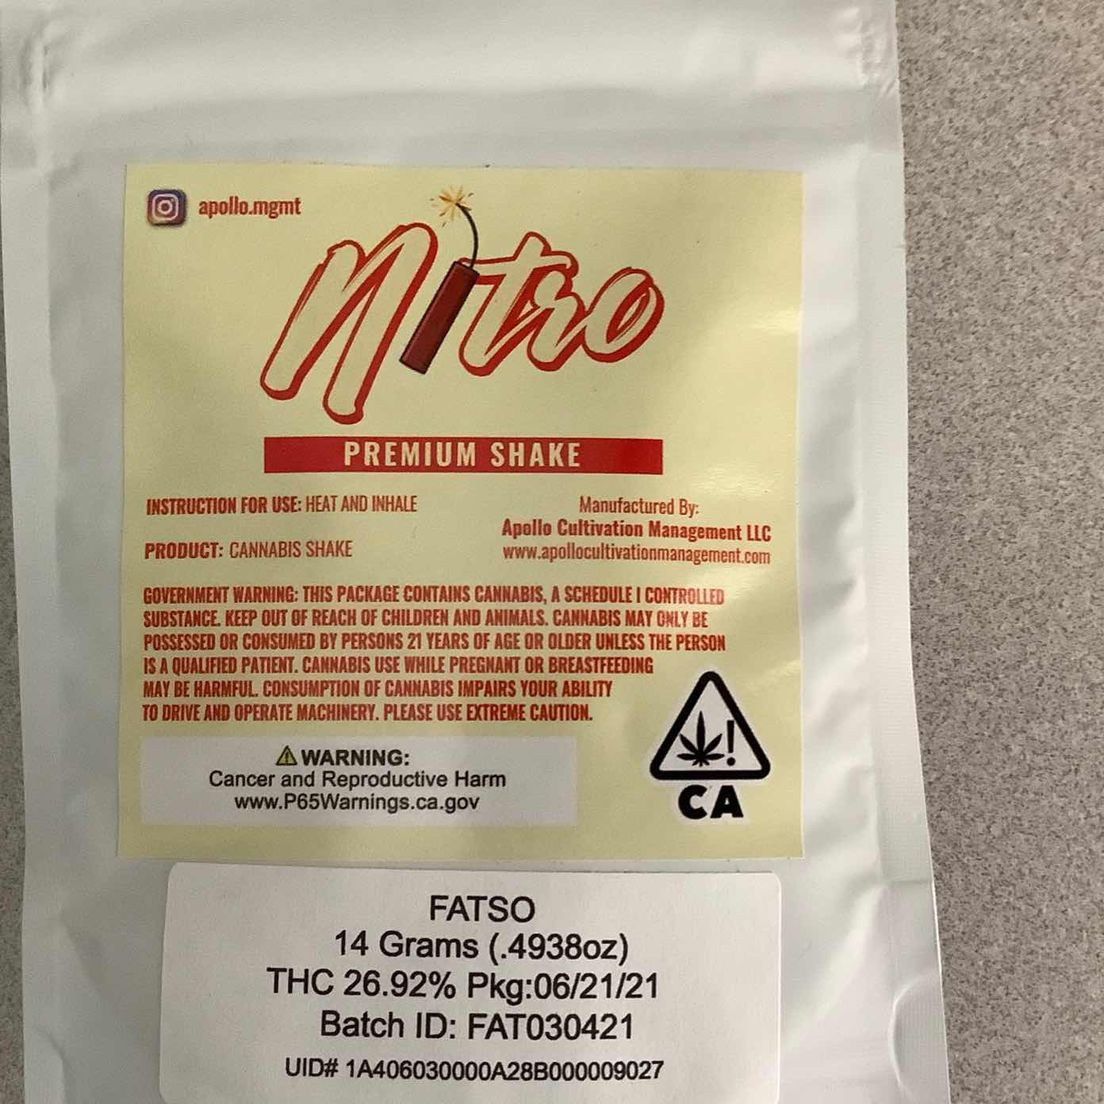 apollo.mgmt
Nitro
PREMIUM SHAKE
INSTRUCTION FOR USE: HEAT AND INHALE
PRODUCT: CANNABIS SHAKE
Manufactured By:
Apollo Cultivation Management LLC
www.apollocultivationmanagement.com
GOVERNMENT WARNING: THIS PACKAGE CONTAINS CANNABIS, A SCHEDULE I CONTROLLED
SUBSTANCE. KEEP OUT OF REACH OF CHILDREN AND ANIMALS. CANNABIS MAY ONLY BE
POSSESSED OR CONSUMED BY PERSONS 21 YEARS OF AGE OR OLDER UNLESS THE PERSON
IS A QUALIFIED PATIENT. CANNABIS USE WHILE PREGNANT OR BREASTFEEDING
MAY BE HARMFUL. CONSUMPTION OF CANNABIS IMPAIRS YOUR ABILITY
TO DRIVE AND OPERATE MACHINERY. PLEASE USE EXTREME CAUTION.
WARNING:
Cancer and Reproductive Harm
www.P65Warnings.ca.gov
!
CA
FATSO
14 Grams (.4938oz)
THC 26.92% Pkg:06/21/21
Batch ID: FAT030421
UID# 1A406030000A28B000009027